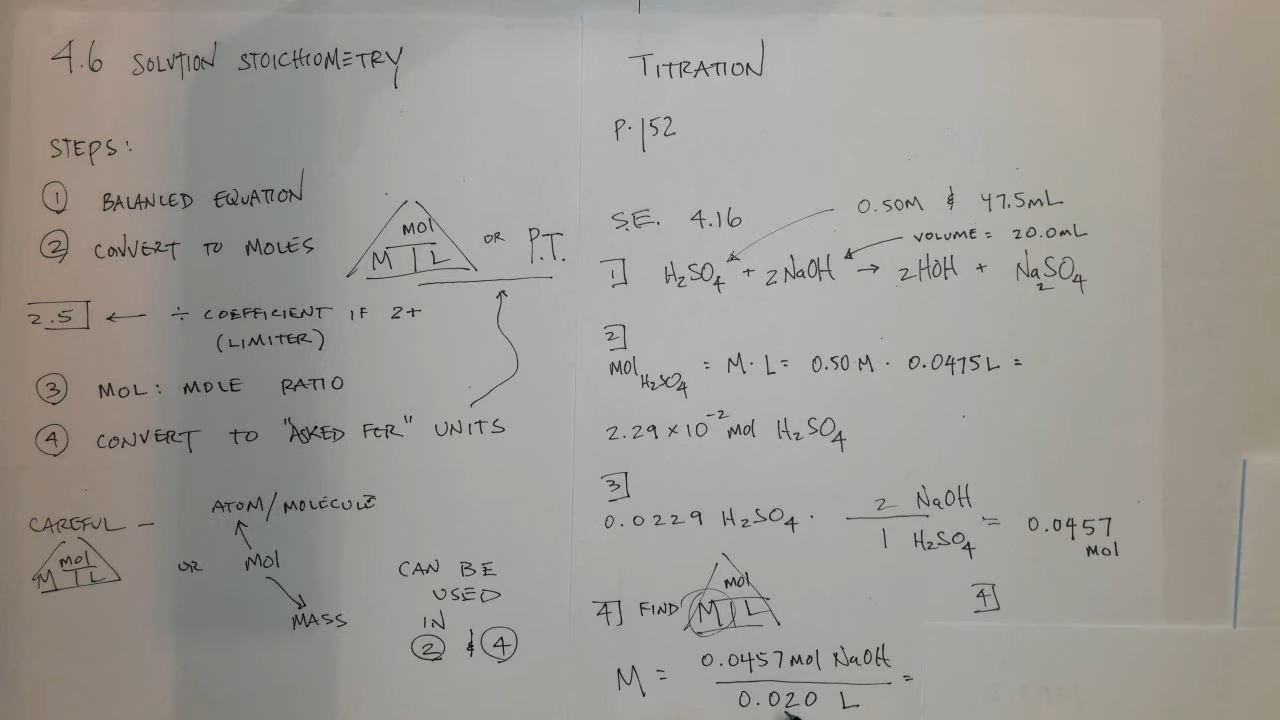 4.6 SOLUTION STOICHIOMETRY
STEPS:
① BALANCED EQUATION
② CONVERT TO MOLES
mol
M | L
OR P.T.
2.5 ← ÷ COEFFICIENT IF 2+
(LIMITER)
③ MOL: MOLE RATIO
④ CONVERT TO "ASKED FOR" UNITS
CAREFUL -
mol
M | L
OR
ATOM/MOLECULE
MOL
MASS
CAN BE
USED
IN
② & ④
TITRATION
P. 152
S.E. 4.16
0.50M & 47.5mL
VOLUME = 20.0mL
1 H₂SO₄ + 2NaOH → 2HOH + Na₂SO₄
2
mol H₂SO₄ = M · L = 0.50 M · 0.0475 L =
2.29 × 10⁻² mol H₂SO₄
3
0.0229 H₂SO₄ · 2 NaOH / 1 H₂SO₄ = 0.0457
mol
4
4 FIND
mol
M | L
M = 0.0457 mol NaOH / 0.020 L =